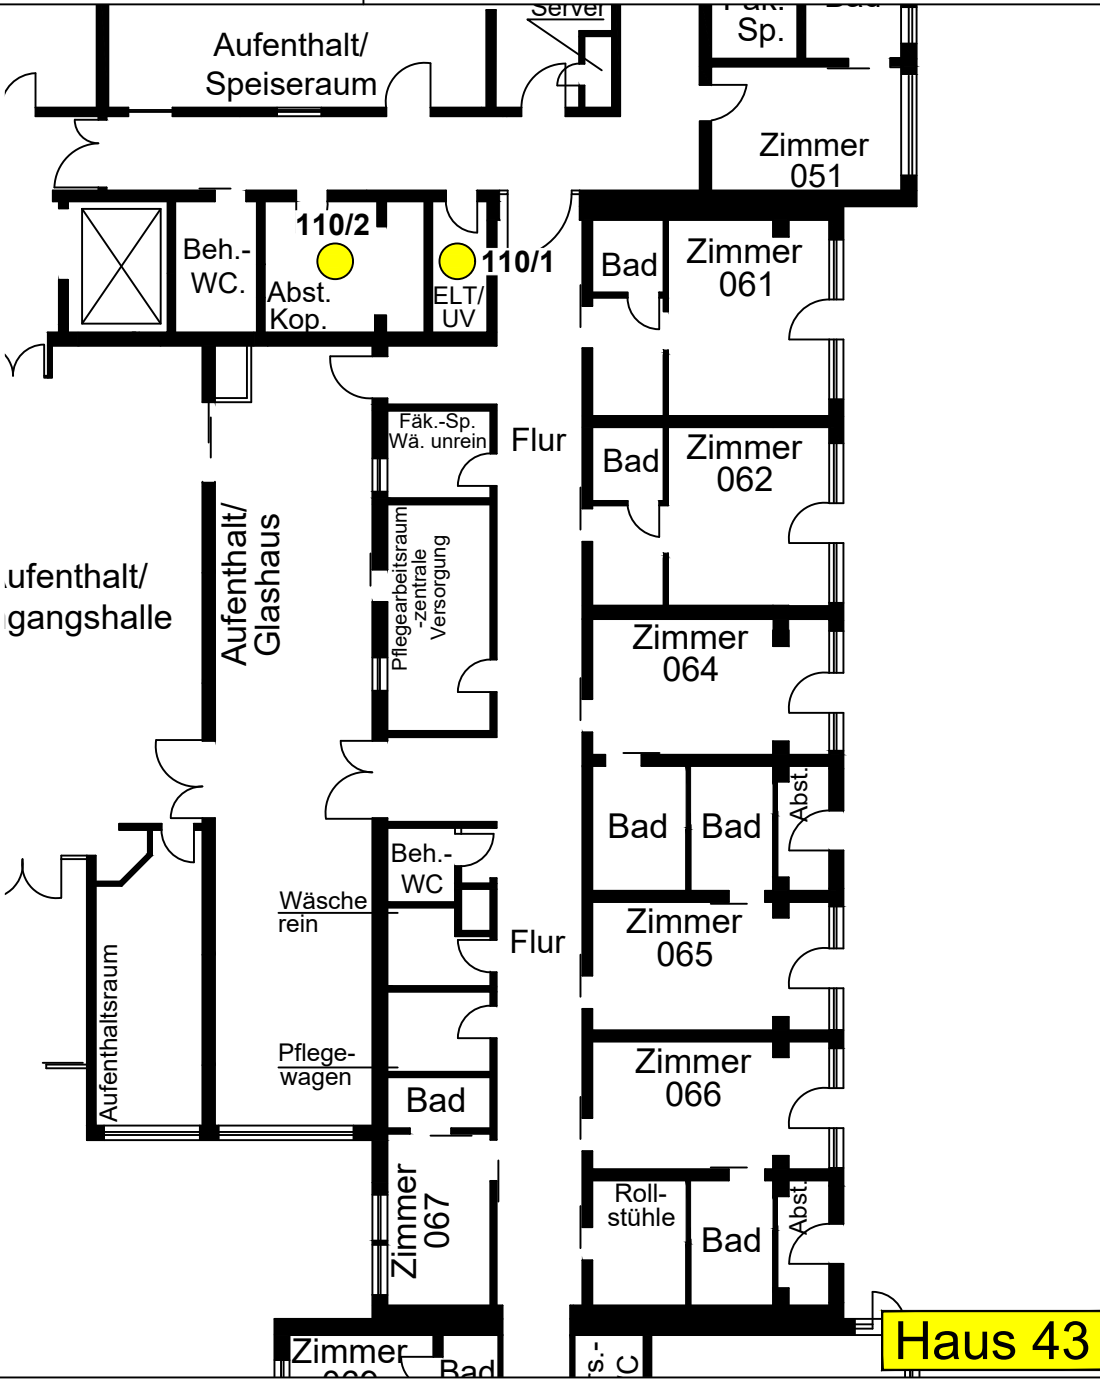 Server
Sp.
Aufenthalt/
Speiseraum
Zimmer
051
110/2
110/1
Beh.-
WC.
Abst.
Kop.
ELT/
UV
Bad
Zimmer
061
Fäk.-Sp.
Wä. unrein
Flur
Bad
Zimmer
062
Aufenthalt/
Glashaus
Pflegearbeitsraum
-zentrale
Versorgung
ufenthalt/
gangshalle
Zimmer
064
Bad
Bad
Abst.
Beh.-
WC
Wäsche
rein
Flur
Zimmer
065
Aufenthaltsraum
Pflege-
wagen
Zimmer
066
Bad
Zimmer
067
Roll-
stühle
Bad
Abst.
Haus 43
Zimmer
Bad